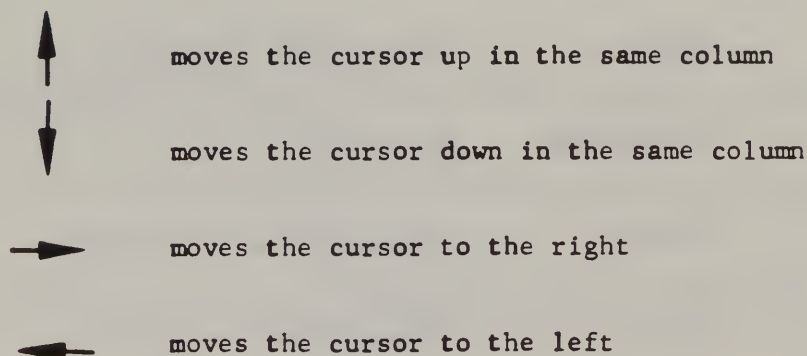 moves the cursor up in the same column
moves the cursor down in the same column
moves the cursor to the right
moves the cursor to the left